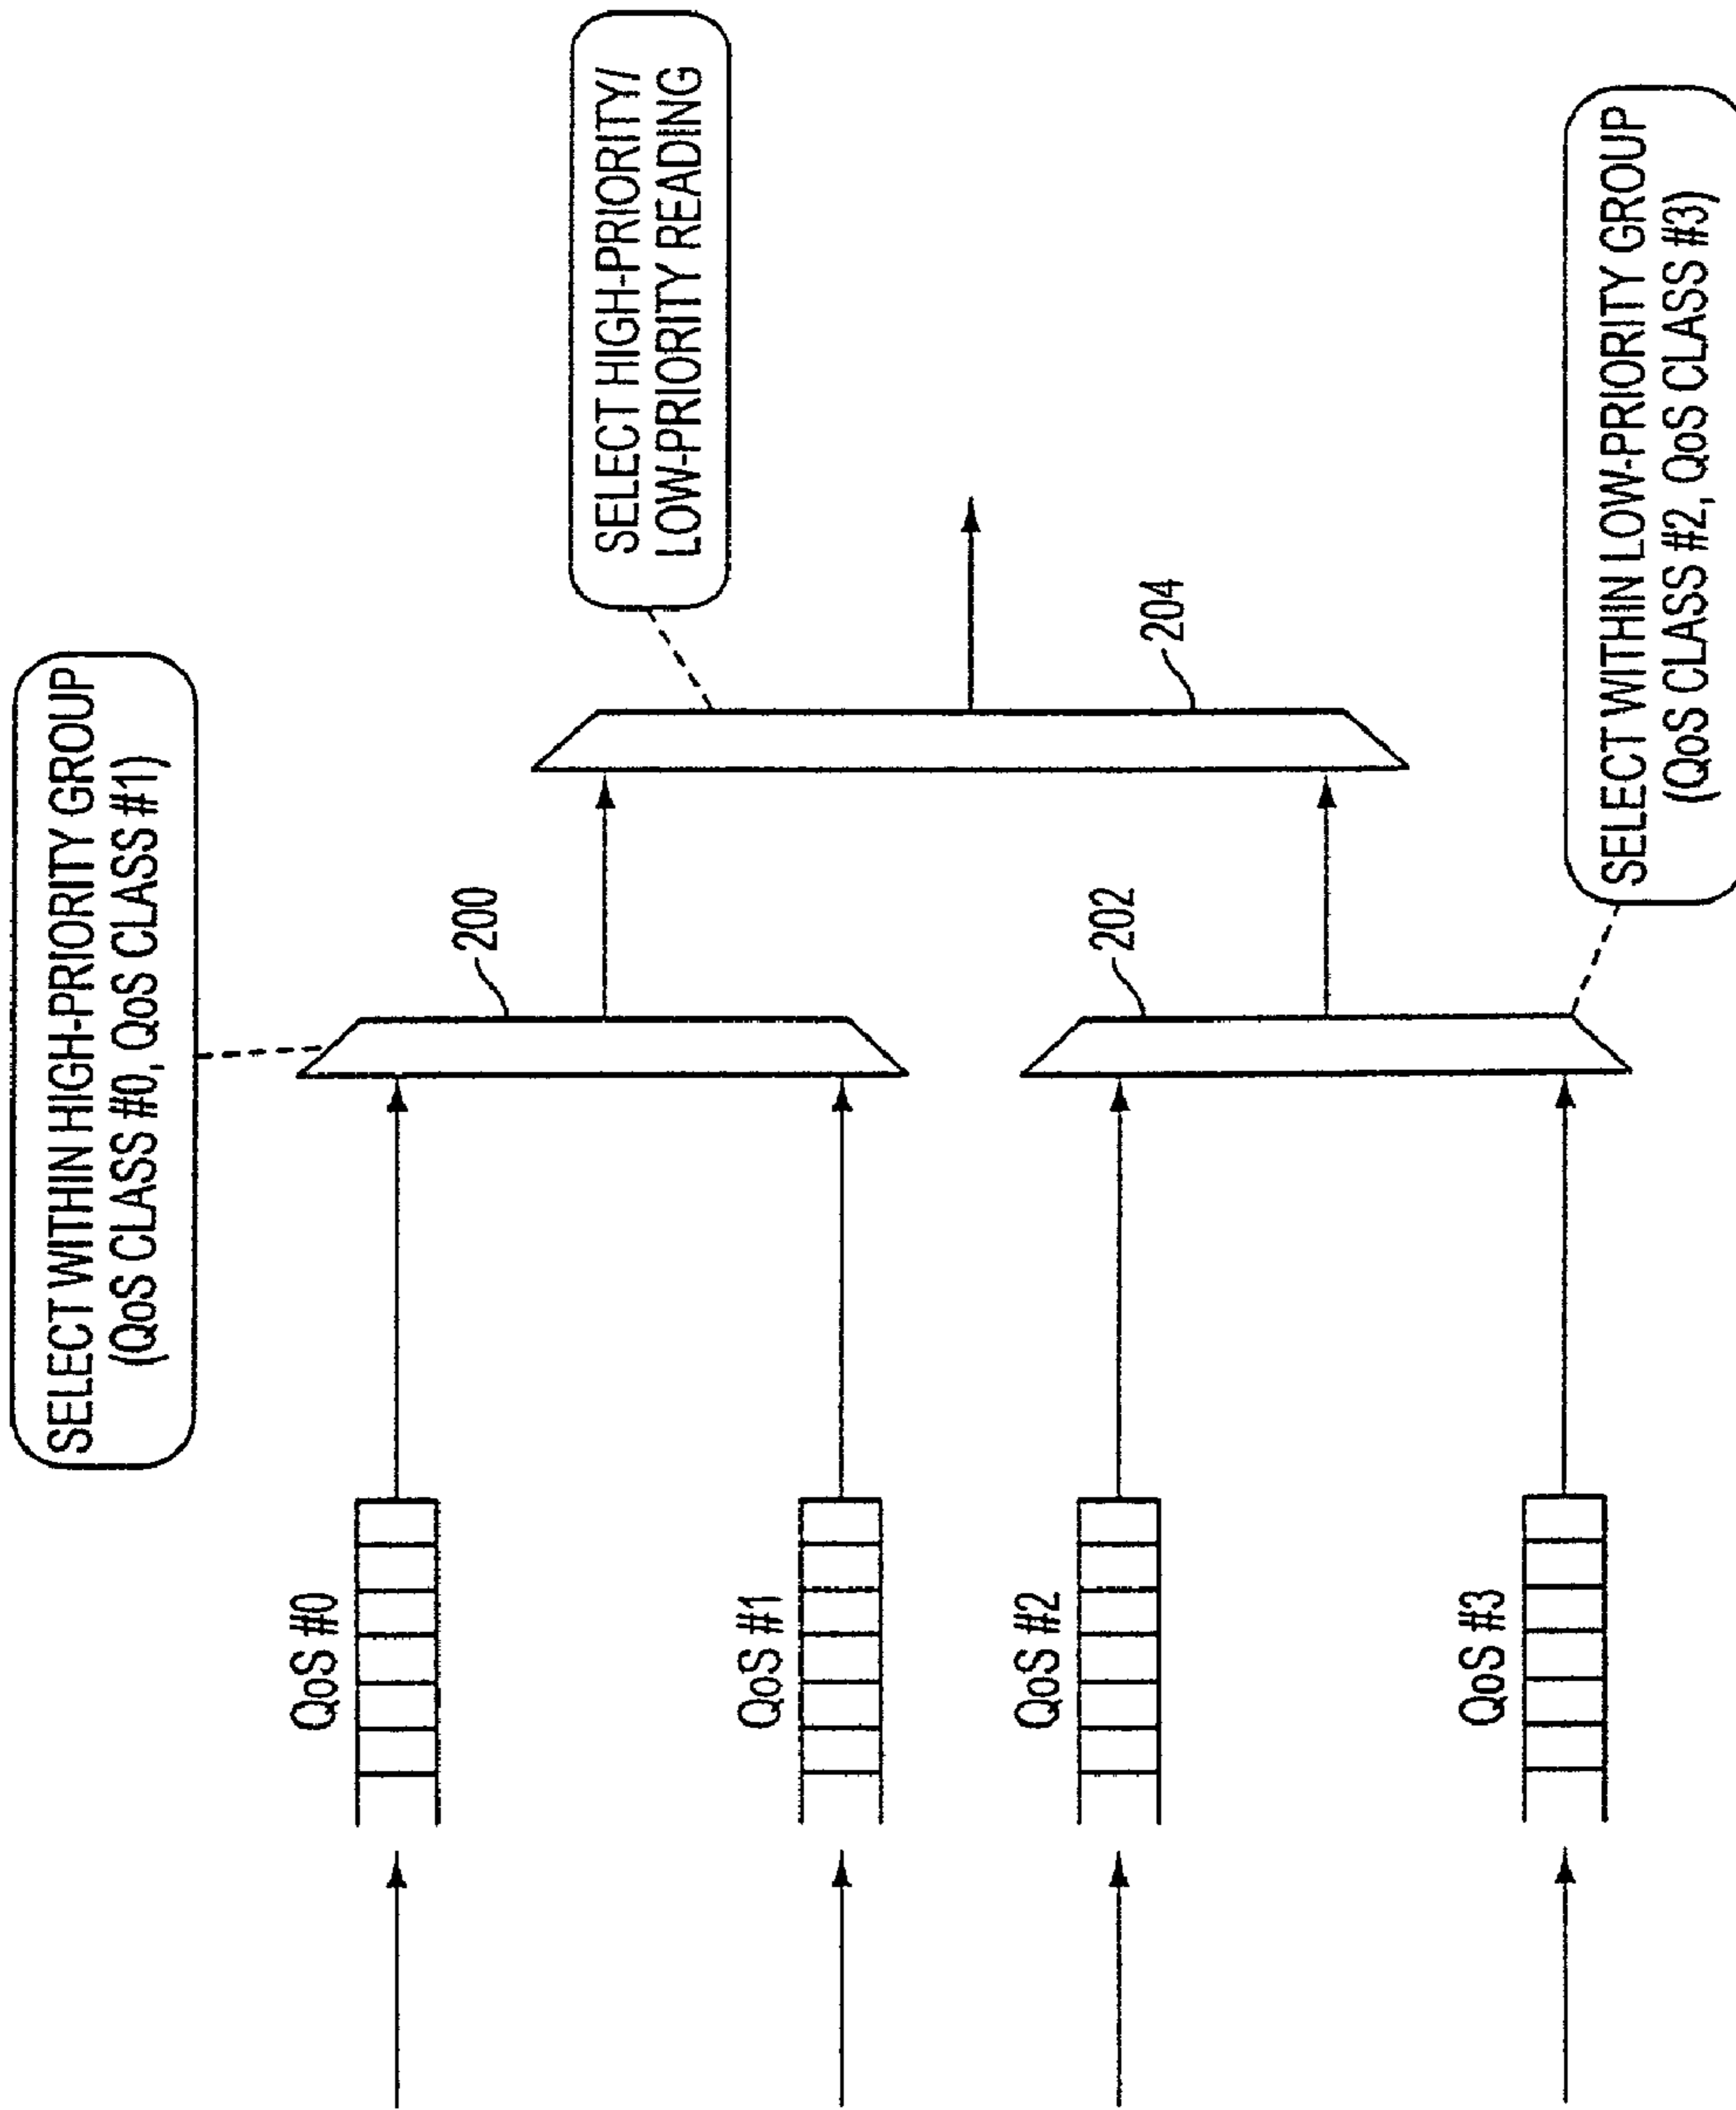 SELECT WITHIN HIGH-PRIORITY GROUP
(QoS CLASS #0, QoS CLASS #1)
SELECT HIGH-PRIORITY/
LOW-PRIORITY READING
QoS #0
200
QoS #1
204
QoS #2
202
QoS #3
SELECT WITHIN LOW-PRIORITY GROUP
(QoS CLASS #2, QoS CLASS #3)